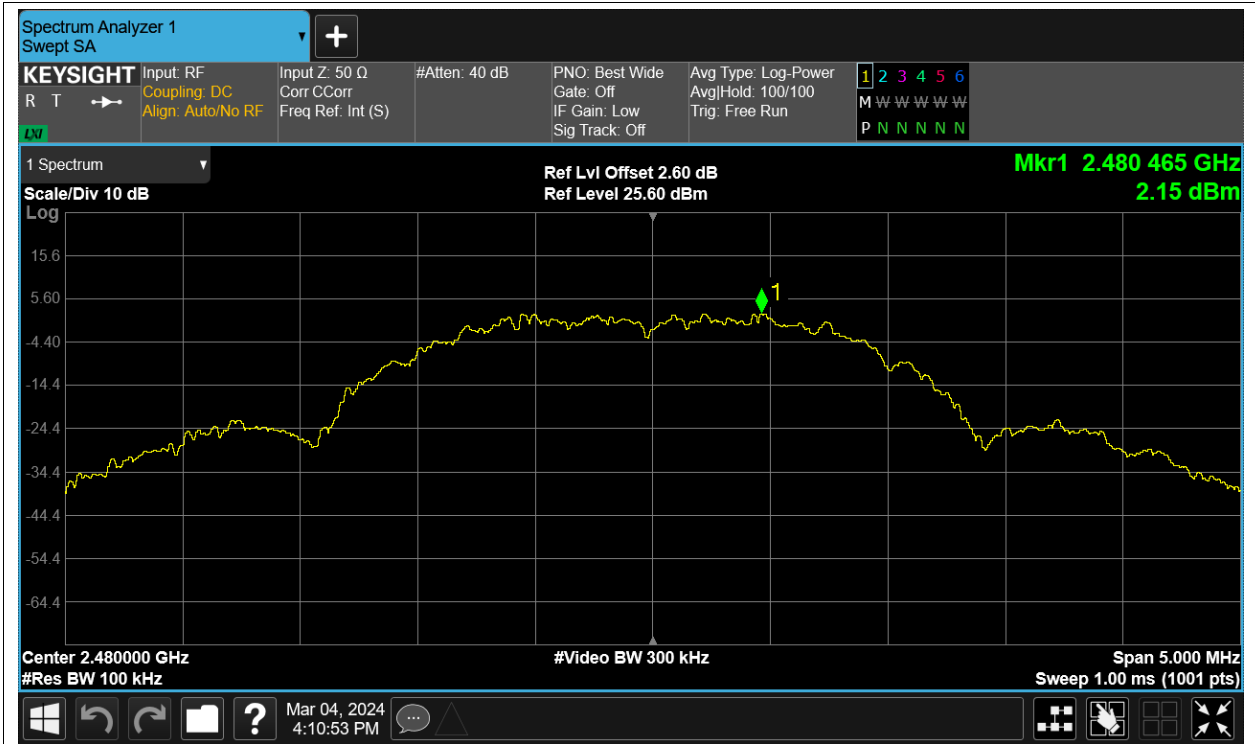 Spectrum Analyzer 1
Swept SA
KEYSIGHT
R T
LXI
Input: RF
Coupling: DC
Align: Auto/No RF
Input Z: 50 Ω
Corr CCorr
Freq Ref: Int (S)
#Atten: 40 dB
PNO: Best Wide
Gate: Off
IF Gain: Low
Sig Track: Off
Avg Type: Log-Power
Avg|Hold: 100/100
Trig: Free Run
1 2 3 4 5 6
M W W W W W
P N N N N N
1 Spectrum
Scale/Div 10 dB
Log
Ref Lvl Offset 2.60 dB
Ref Level 25.60 dBm
Mkr1 2.480 465 GHz
2.15 dBm
15.6
5.60
1
-4.40
-14.4
-24.4
-34.4
-44.4
-54.4
-64.4
Center 2.480000 GHz
#Res BW 100 kHz
#Video BW 300 kHz
Span 5.000 MHz
Sweep 1.00 ms (1001 pts)
?
Mar 04, 2024
4:10:53 PM